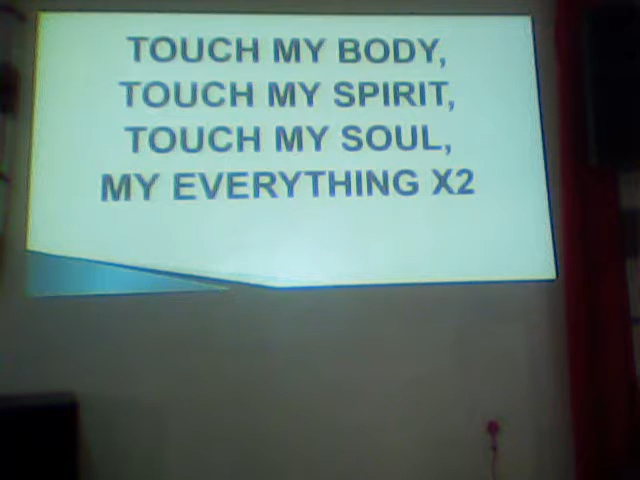 TOUCH MY BODY,
TOUCH MY SPIRIT,
TOUCH MY SOUL,
MY EVERYTHING X2